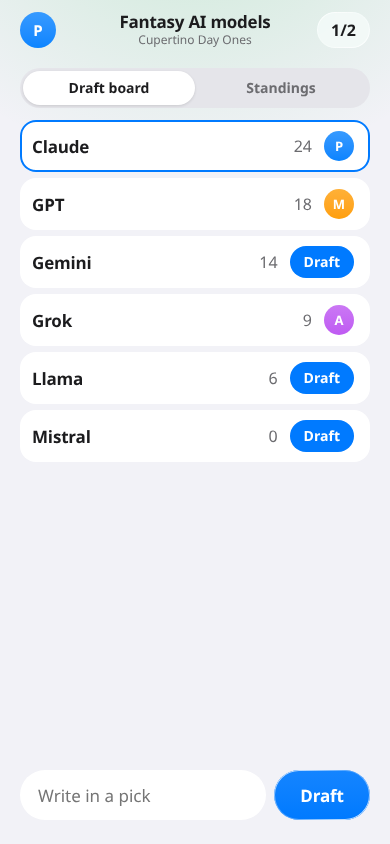 P
Fantasy AI models
Cupertino Day Ones
1/2
Draft board
Standings
Claude 24 P
GPT 18 M
Gemini 14 Draft
Grok 9 A
Llama 6 Draft
Mistral 0 Draft
Write in a pick
Draft